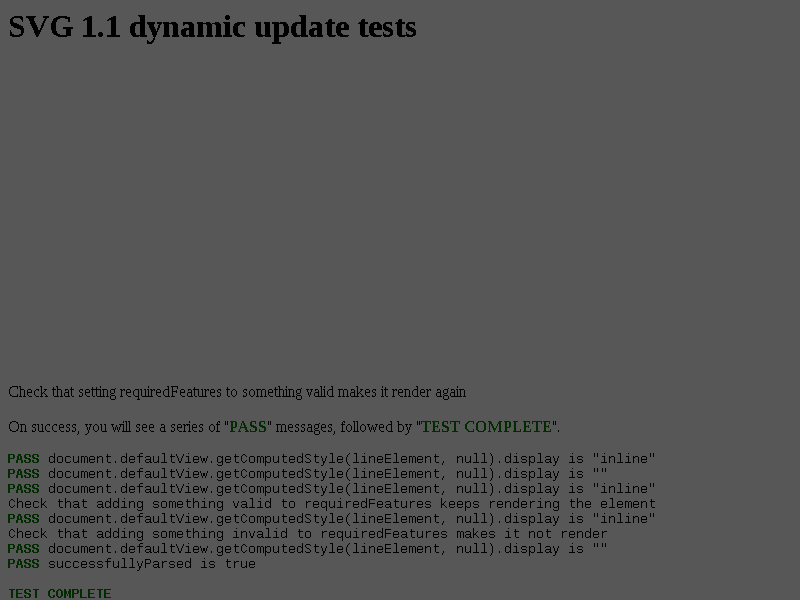 SVG 1.1 dynamic update tests
Check that setting requiredFeatures to something valid makes it render again
On success, you will see a series of "PASS" messages, followed by "TEST COMPLETE".
PASS document.defaultView.getComputedStyle(lineElement, null).display is "inline"
PASS document.defaultView.getComputedStyle(lineElement, null).display is ""
PASS document.defaultView.getComputedStyle(lineElement, null).display is "inline"
Check that adding something valid to requiredFeatures keeps rendering the element
PASS document.defaultView.getComputedStyle(lineElement, null).display is "inline"
Check that adding something invalid to requiredFeatures makes it not render
PASS document.defaultView.getComputedStyle(lineElement, null).display is ""
PASS successfullyParsed is true
TEST COMPLETE